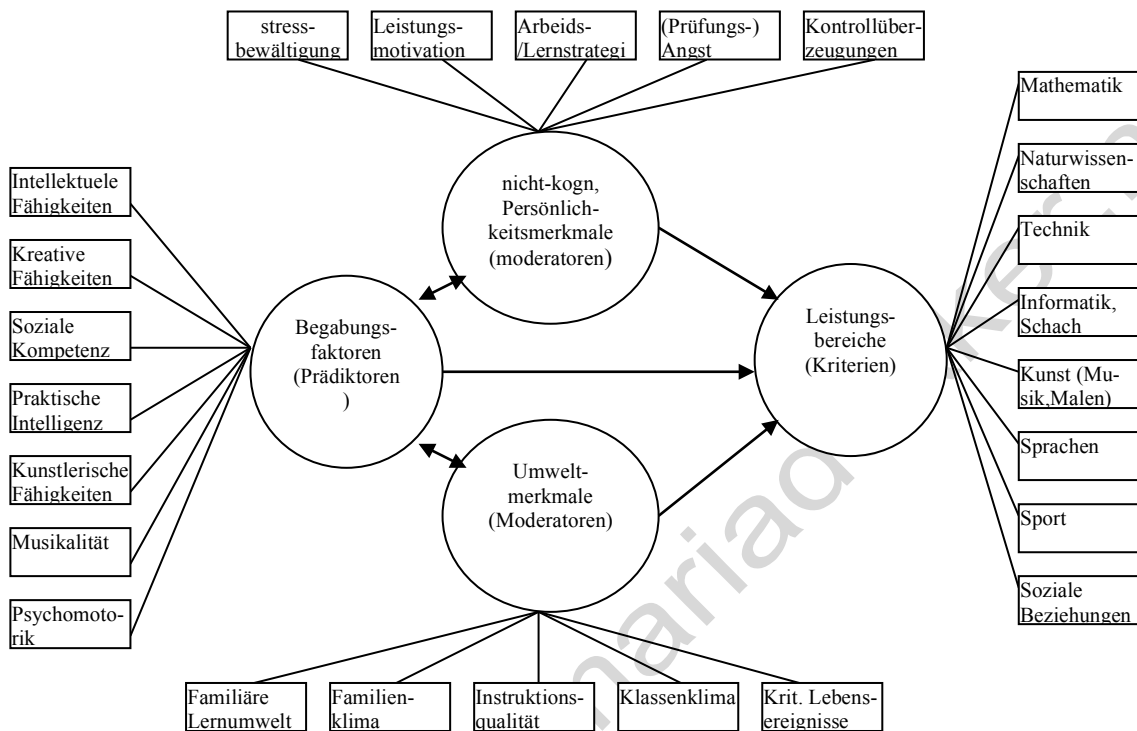 stress-
bewältigung
Leistungs-
motivation
Arbeids-
/Lernstrategi
(Prüfungs-)
Angst
Kontrollüber-
zeugungen
nicht-kogn,
Persönlich-
keitsmerkmale
(moderatoren)
Intellektuele
Fähigkeiten
Kreative
Fähigkeiten
Soziale
Kompetenz
Praktische
Intelligenz
Kunstlerische
Fähigkeiten
Musikalität
Psychomoto-
rik
Begabungs-
faktoren
(Prädiktoren
)
Leistungs-
bereiche
(Kriterien)
Umwelt-
merkmale
(Moderatoren)
Mathematik
Naturwissen-
schaften
Technik
Informatik,
Schach
Kunst (Mu-
sik,Malen)
Sprachen
Sport
Soziale
Beziehungen
Familiäre
Lernumwelt
Familien-
klima
Instruktions-
qualität
Klassenklima
Krit. Lebens-
ereignisse